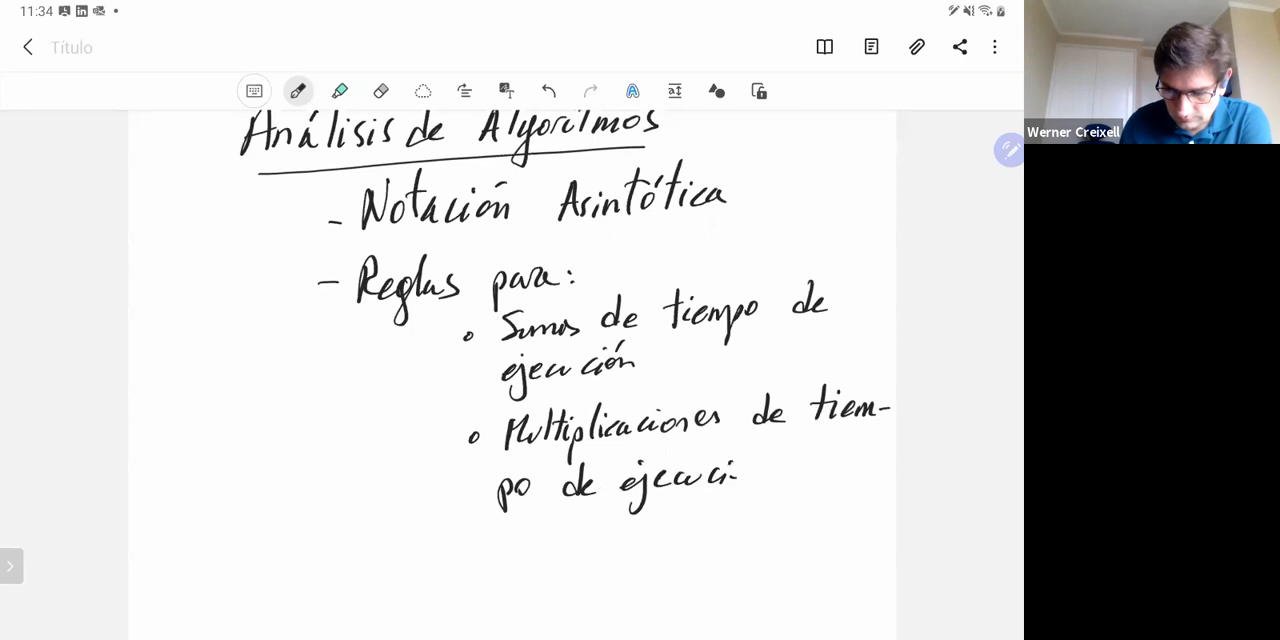 11:34
Título
Werner Creixell
Análisis de Algoritmos
- Notación Asintótica
- Reglas para:
o Sumas de tiempo de
ejecución
o Multiplicaciones de tiem-
po de ejecuci